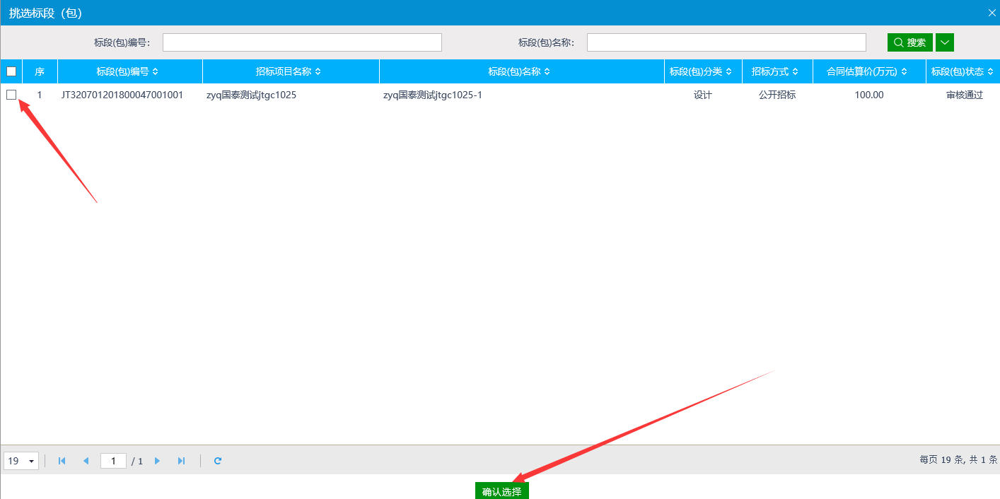 挑选标段（包）
标段(包)编号： 标段(包)名称： 搜索
序 标段(包)编号 招标项目名称 标段(包)名称 标段(包)分类 招标方式 合同估算价(万元) 标段(包)状态
1 JT320701201800047001001 zyq国泰测试jtgc1025 zyq国泰测试jtgc1025-1 设计 公开招标 100.00 审核通过
19 1 / 1 每页 19 条, 共 1 条
确认选择